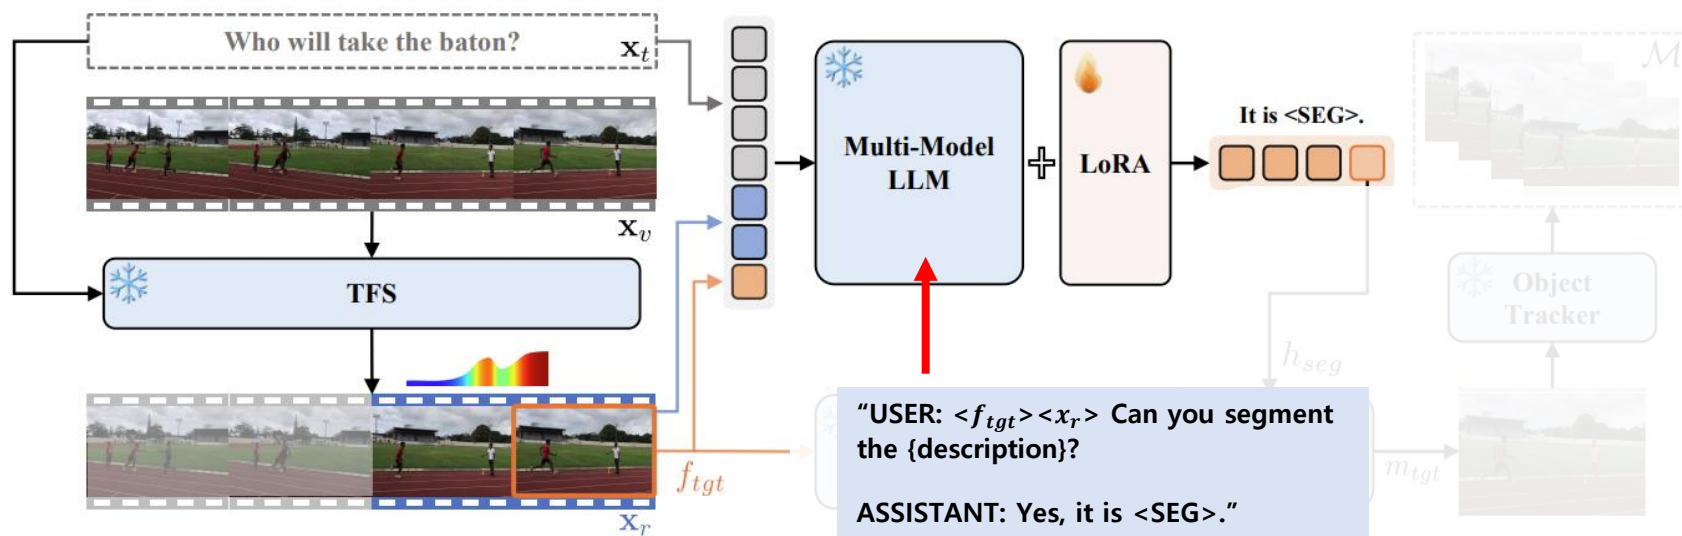 Who will take the baton?
x_t
x_v
TFS
x_r
f_tgt
Multi-Model
LLM
LoRA
It is <SEG>.
M
Object
Tracker
h_seg
m_tgt
“USER: <f_tgt><x_r> Can you segment
the {description}?
ASSISTANT: Yes, it is <SEG>.”